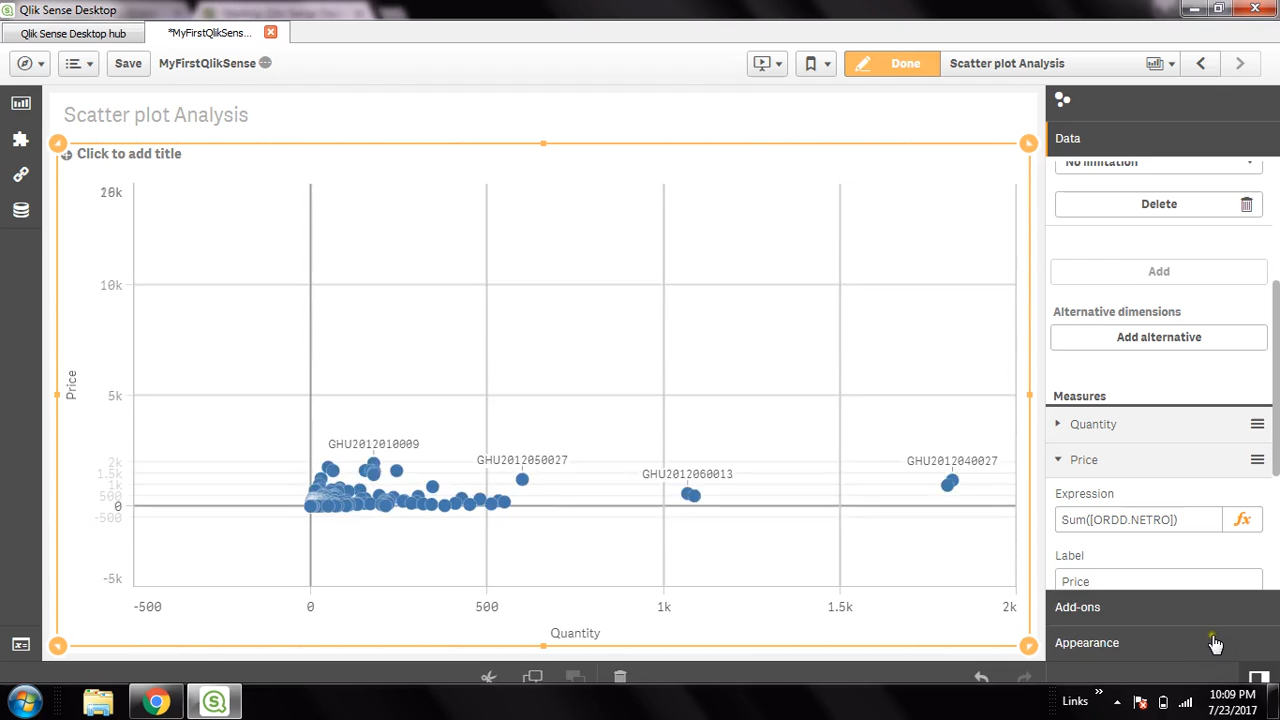 Qlik Sense Desktop
Qlik Sense Desktop hub
*MyFirstQlikSens...
Save
MyFirstQlikSense
Done
Scatter plot Analysis
Scatter plot Analysis
Click to add title
Price
20k
10k
5k
2k
1.5k
1k
500
0
-500
-5k
GHU2012010009
GHU2012050027
GHU2012060013
GHU2012040027
-500
0
500
1k
1.5k
2k
Quantity
Data
No limitation
Delete
Add
Alternative dimensions
Add alternative
Measures
Quantity
Price
Expression
Sum([ORDD.NETRO])
fx
Label
Price
Add-ons
Appearance
Links
10:09 PM
7/23/2017